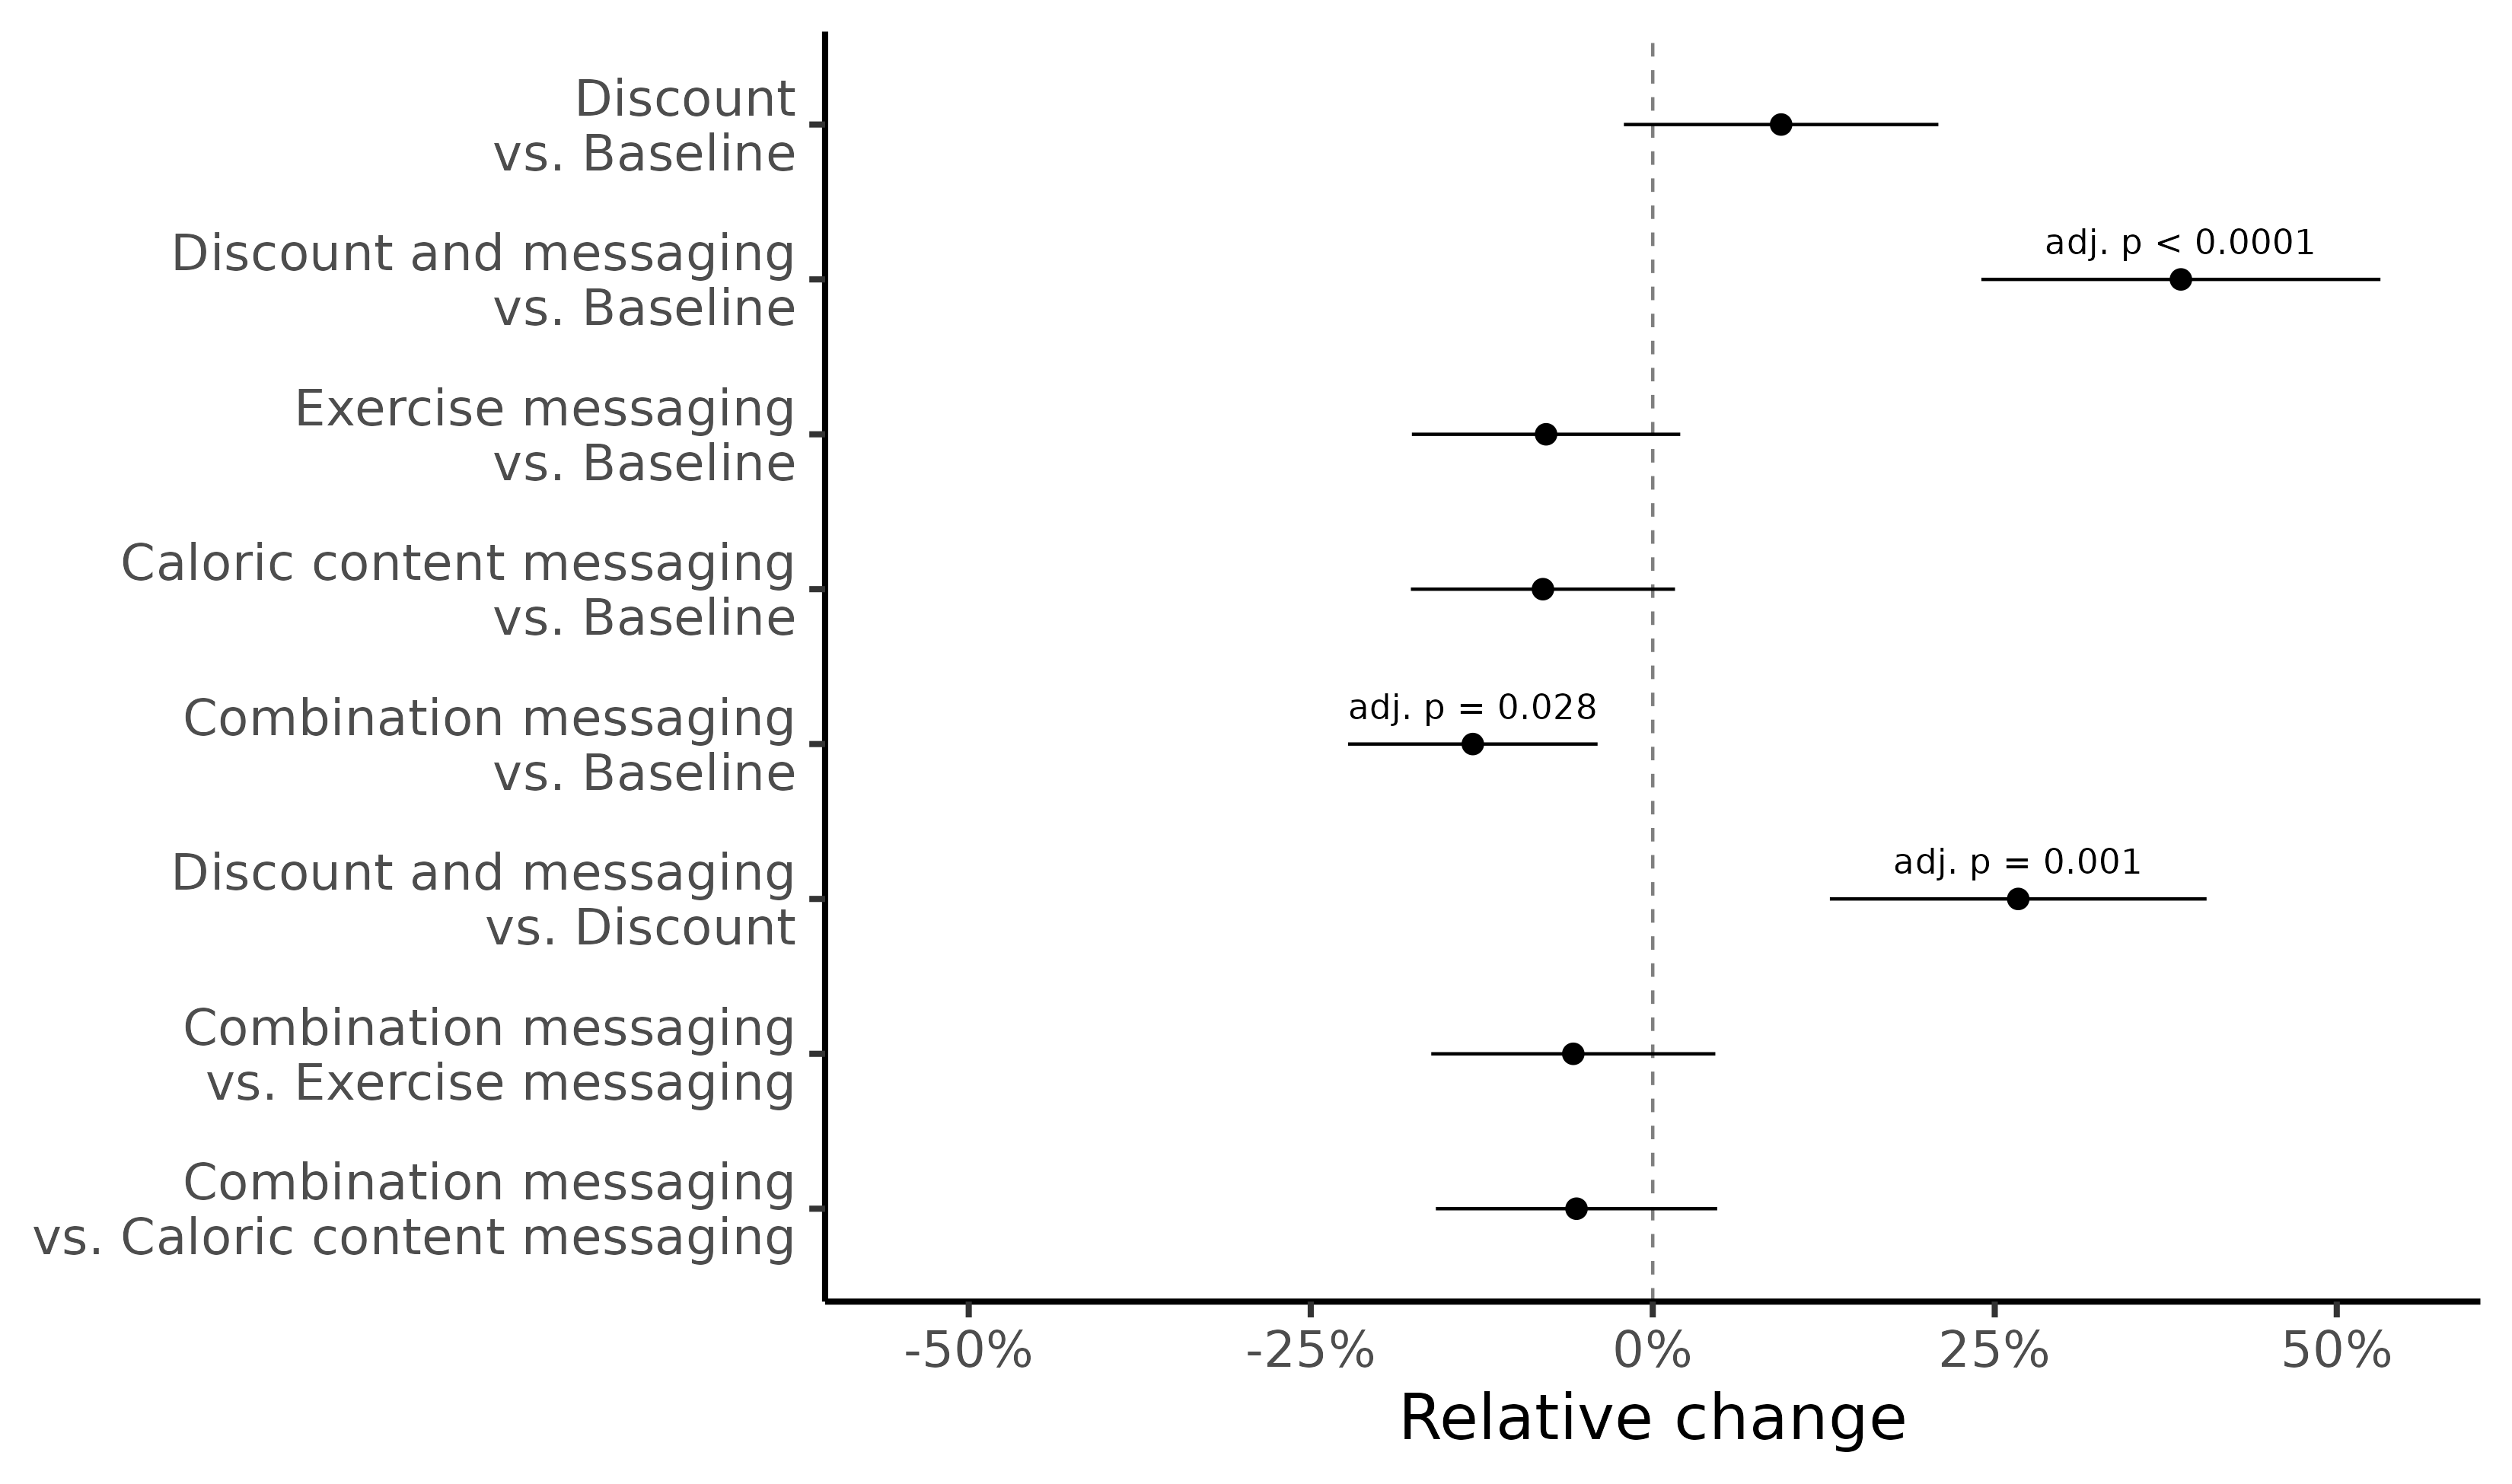 Discount
vs. Baseline
Discount and messaging
vs. Baseline
adj. p < 0.0001
Exercise messaging
vs. Baseline
Caloric content messaging
vs. Baseline
Combination messaging
vs. Baseline
adj. p = 0.028
Discount and messaging
vs. Discount
adj. p = 0.001
Combination messaging
vs. Exercise messaging
Combination messaging
vs. Caloric content messaging
-50%
-25%
0%
25%
50%
Relative change